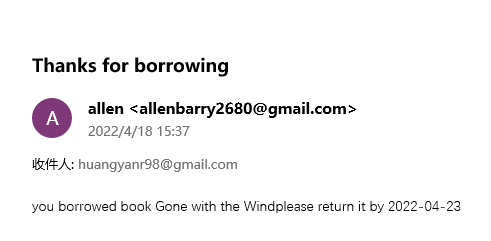 Thanks for borrowing
A
allen <allenbarry2680@gmail.com>
2022/4/18 15:37
收件人: huangyanr98@gmail.com
you borrowed book Gone with the Windplease return it by 2022-04-23